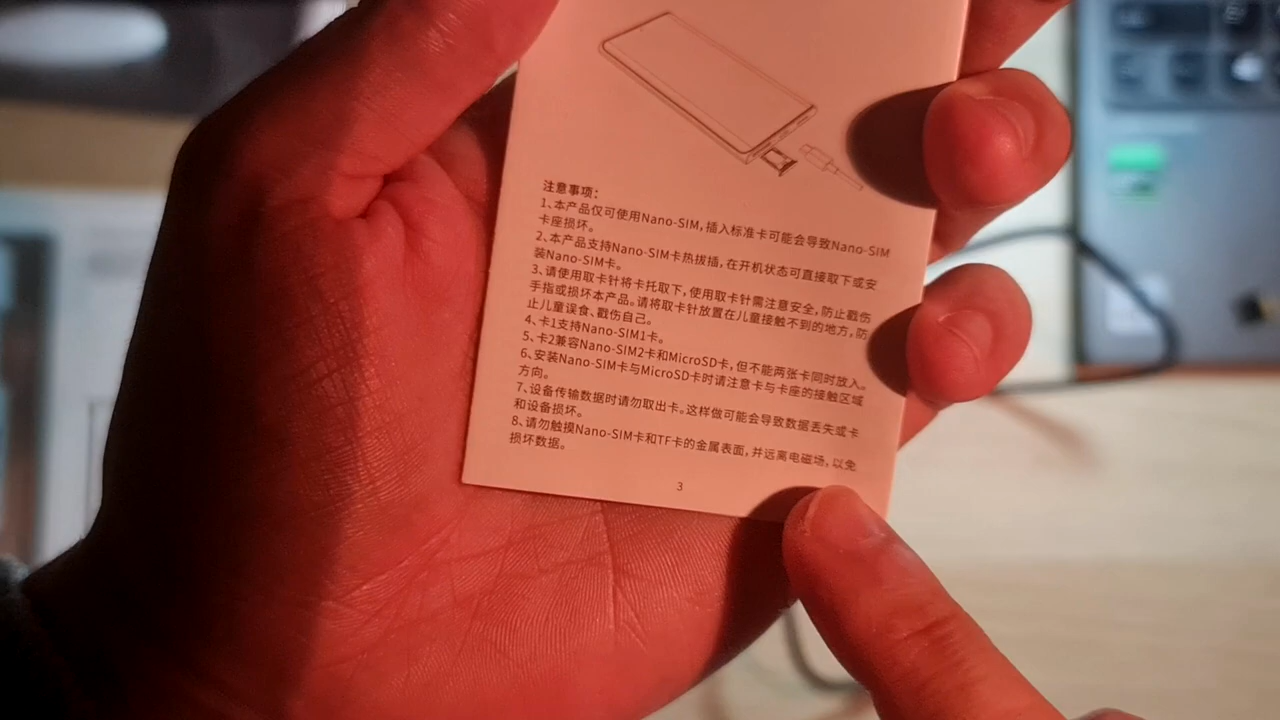 注意事项：
1、本产品仅可使用Nano-SIM，插入标准卡可能会导致Nano-SIM
卡座损坏。
2、本产品支持Nano-SIM卡热拔插，在开机状态可直接取下或安
装Nano-SIM卡。
3、请使用取卡针将卡托取下，使用取卡针需注意安全，防止戳伤
手指或损坏本产品。请将取卡针放置在儿童接触不到的地方，防
止儿童误食、戳伤自己。
4、卡1支持Nano-SIM1卡。
5、卡2兼容Nano-SIM2卡和MicroSD卡，但不能两张卡同时放入。
6、安装Nano-SIM卡与MicroSD卡时请注意卡与卡座的接触区域
方向。
7、设备传输数据时请勿取出卡。这样做可能会导致数据丢失或卡
和设备损坏。
8、请勿触摸Nano-SIM卡和TF卡的金属表面，并远离电磁场，以免
损坏数据。
3